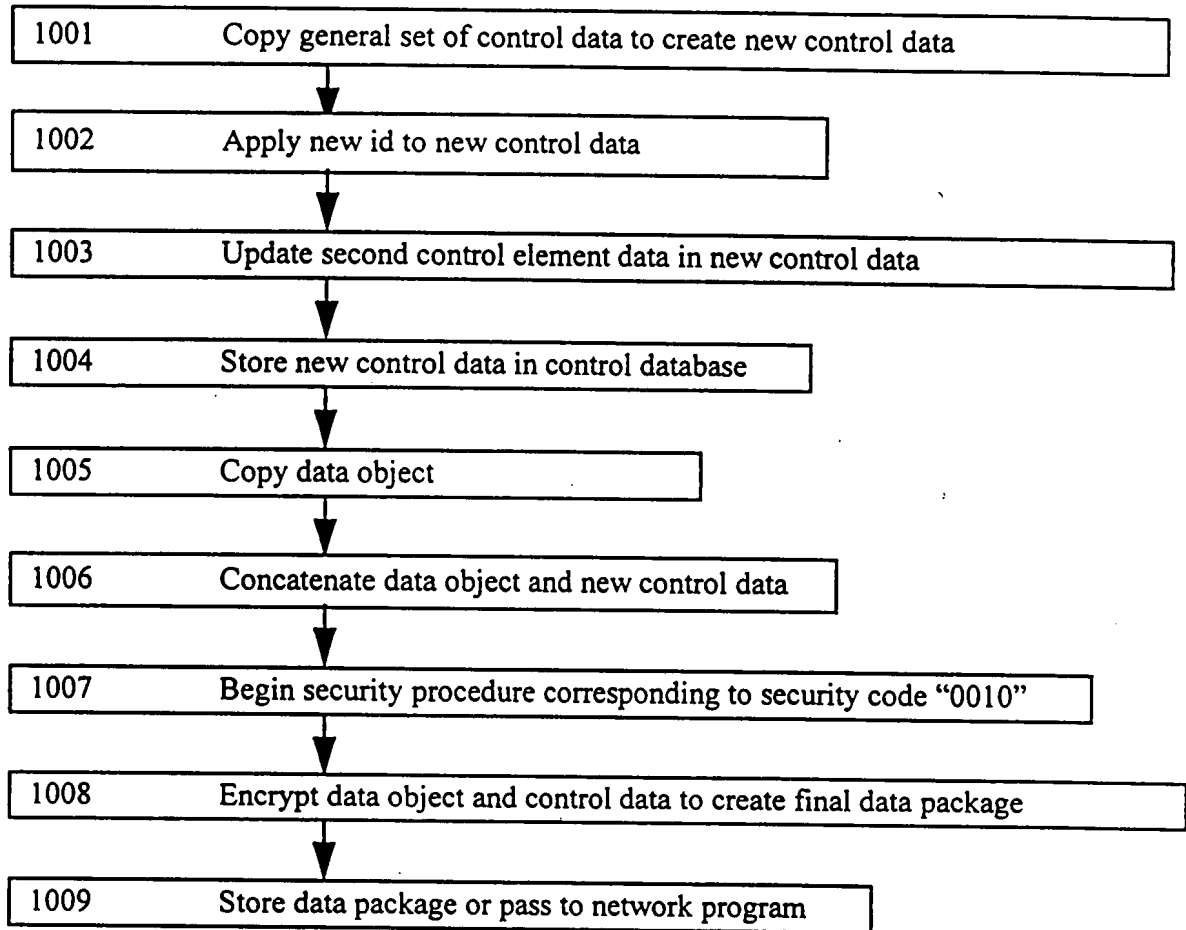 1001 Copy general set of control data to create new control data
1002 Apply new id to new control data
1003 Update second control element data in new control data
1004 Store new control data in control database
1005 Copy data object
1006 Concatenate data object and new control data
1007 Begin security procedure corresponding to security code “0010”
1008 Encrypt data object and control data to create final data package
1009 Store data package or pass to network program